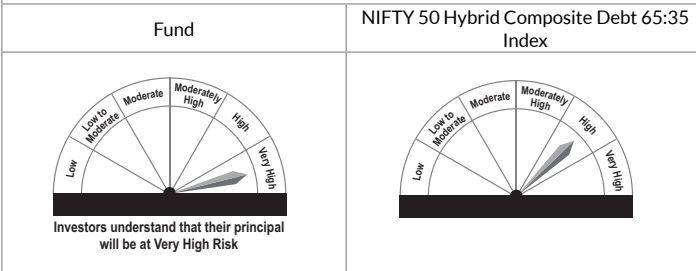 Fund
NIFTY 50 Hybrid Composite Debt 65:35
Index
Low
Low to
Moderate
Moderate
Moderately
High
High
Very High
Investors understand that their principal
will be at Very High Risk
Low
Low to
Moderate
Moderate
Moderately
High
High
Very High